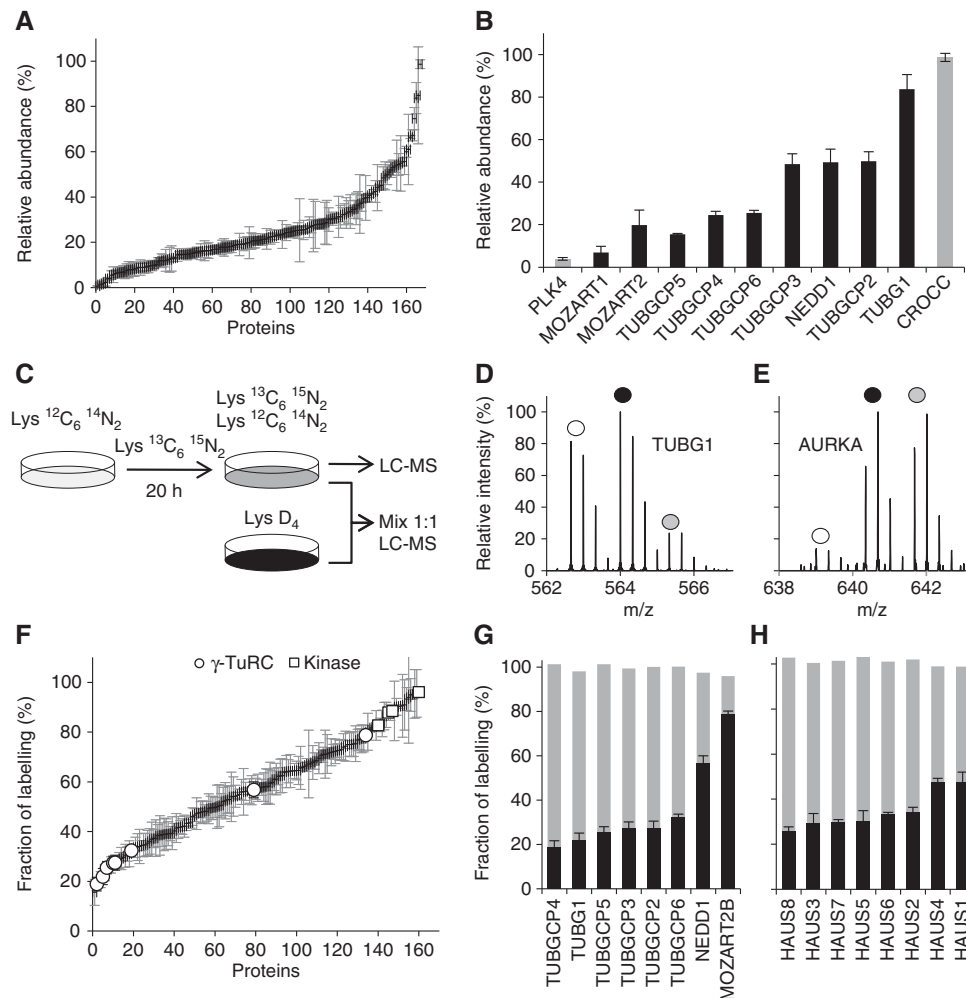 A
Relative abundance (%)
100
80
60
40
20
0
0 20 40 60 80 100 120 140 160
Proteins
B
Relative abundance (%)
100
80
60
40
20
0
PLK4
MOZART1
MOZART2
TUBGCP5
TUBGCP4
TUBGCP6
TUBGCP3
NEDD1
TUBGCP2
TUBG1
CROCC
C
Lys ¹²C₆ ¹⁴N₂
Lys ¹³C₆ ¹⁵N₂
20 h
Lys ¹³C₆ ¹⁵N₂
Lys ¹²C₆ ¹⁴N₂
LC-MS
Lys D₄
Mix 1:1
LC-MS
D
Relative intensity (%)
100
80
60
40
20
0
TUBG1
562 564 566
m/z
E
AURKA
638 640 642
m/z
F
Fraction of labelling (%)
100
80
60
40
20
0
γ-TuRC
Kinase
0 20 40 60 80 100 120 140 160
Proteins
G
Fraction of labelling (%)
100
80
60
40
20
0
TUBGCP4
TUBG1
TUBGCP5
TUBGCP3
TUBGCP2
TUBGCP6
NEDD1
MOZART2B
H
HAUS8
HAUS3
HAUS7
HAUS5
HAUS6
HAUS2
HAUS4
HAUS1